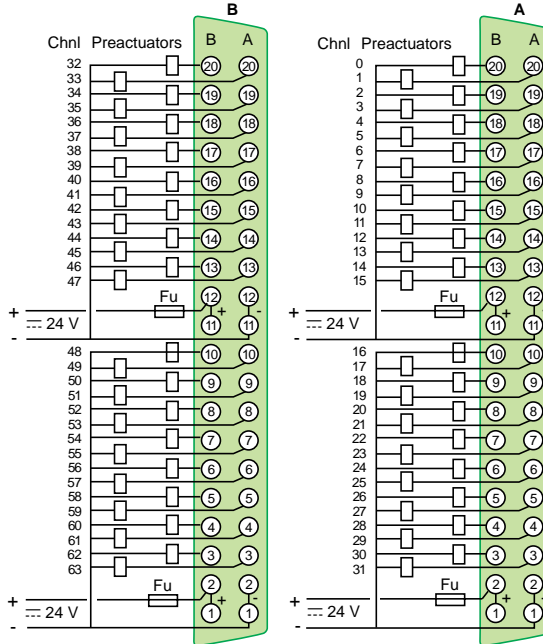 B
Chnl Preactuators B A
32 20 20
33
34 19 19
35
36 18 18
37
38 17 17
39
40 16 16
41
42 15 15
43
44 14 14
45
46 13 13
47
Fu 12 12
+ + -
24 V 11 11
-
48 10 10
49
50 9 9
51
52 8 8
53
54 7 7
55
56 6 6
57
58 5 5
59
60 4 4
61
62 3 3
63
Fu 2 2
+ + -
24 V 1 1
-
A
Chnl Preactuators B A
0 20 20
1
2 19 19
3
4 18 18
5
6 17 17
7
8 16 16
9
10 15 15
11
12 14 14
13
14 13 13
15
Fu 12 12
+ + -
24 V 11 11
-
16 10 10
17
18 9 9
19
20 8 8
21
22 7 7
23
24 6 6
25
26 5 5
27
28 4 4
29
30 3 3
31
Fu 2 2
+ + -
24 V 1 1
-